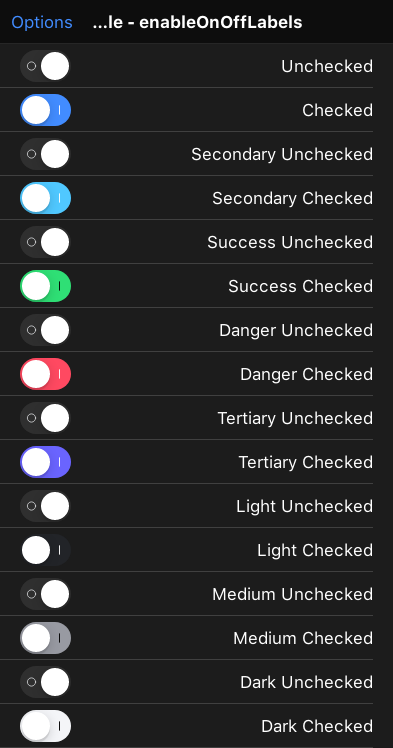 Options
...le - enableOnOffLabels
Unchecked
Checked
Secondary Unchecked
Secondary Checked
Success Unchecked
Success Checked
Danger Unchecked
Danger Checked
Tertiary Unchecked
Tertiary Checked
Light Unchecked
Light Checked
Medium Unchecked
Medium Checked
Dark Unchecked
Dark Checked